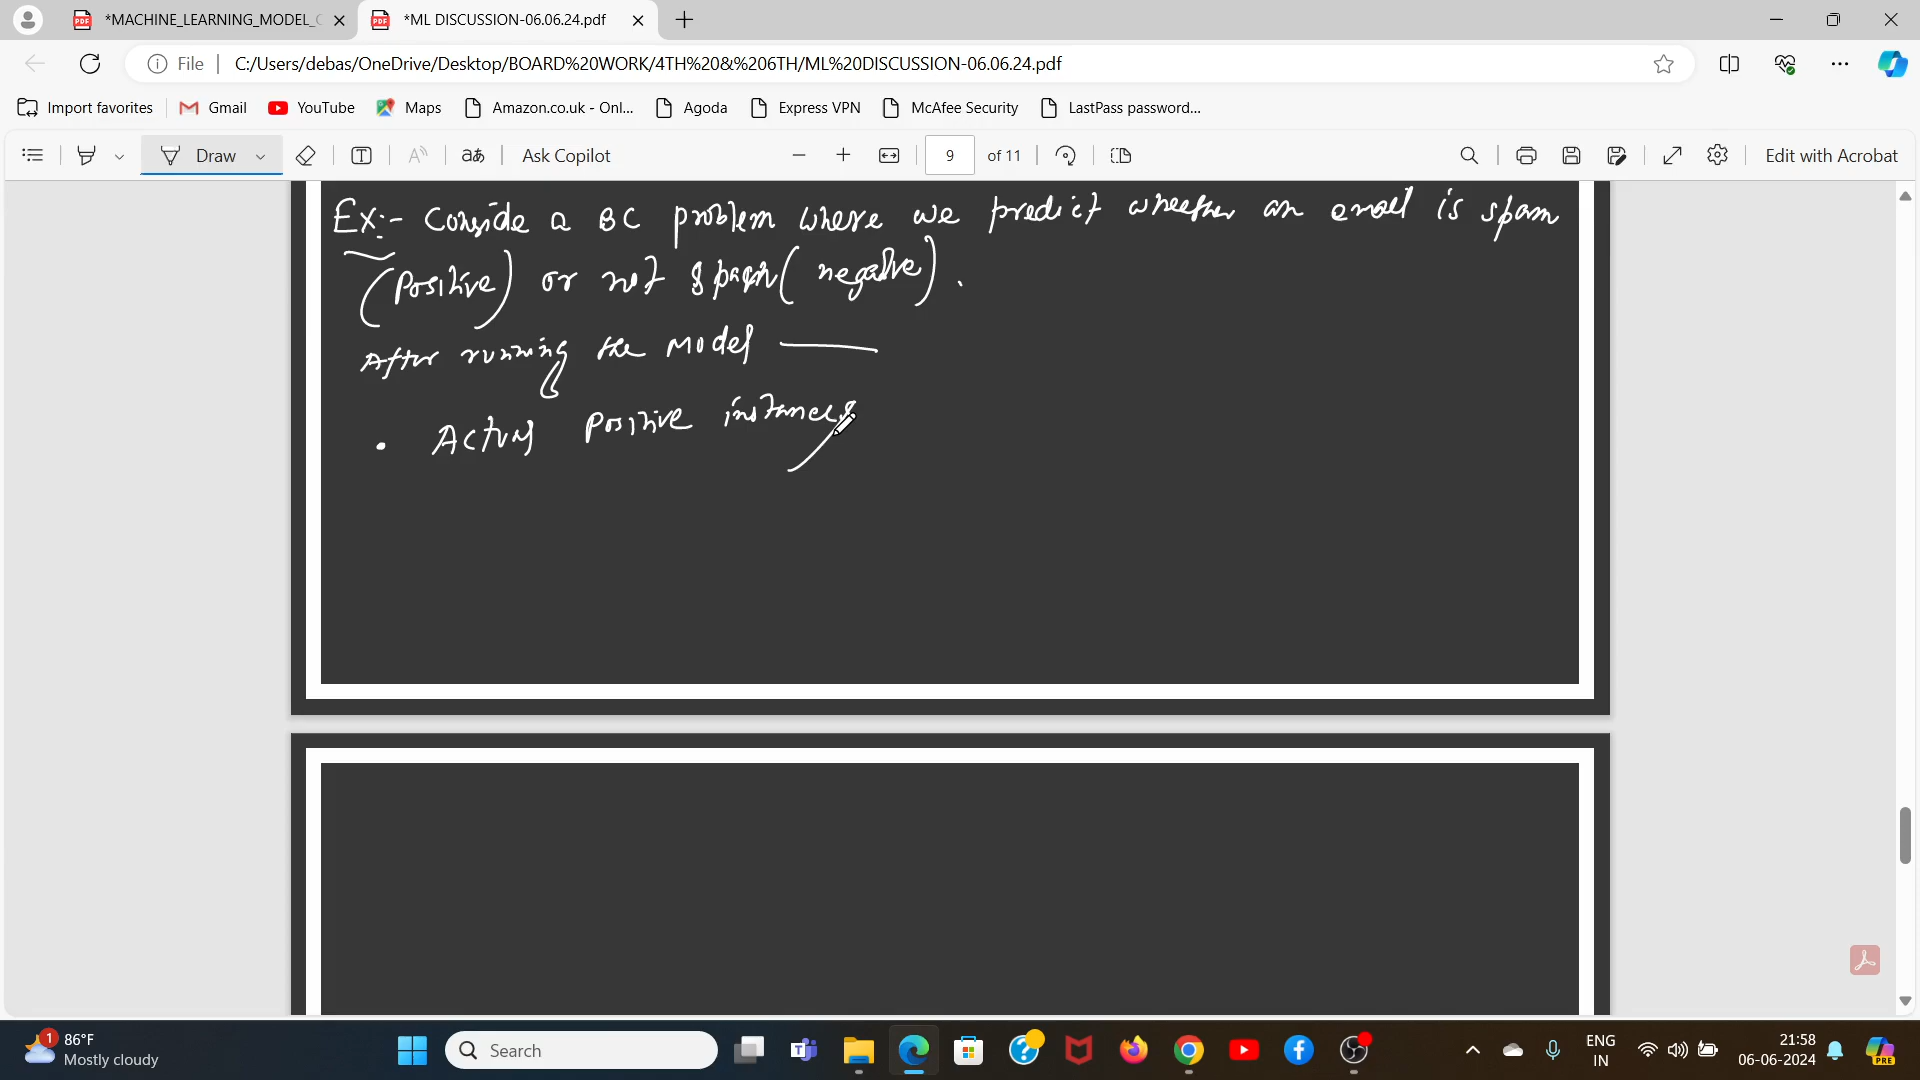 *MACHINE_LEARNING_MODEL_C
*ML DISCUSSION-06.06.24.pdf
File
C:/Users/debas/OneDrive/Desktop/BOARD%20WORK/4TH%20&%206TH/ML%20DISCUSSION-06.06.24.pdf
Import favorites
Gmail
YouTube
Maps
Amazon.co.uk - Onl...
Agoda
Express VPN
McAfee Security
LastPass password...
Draw
Ask Copilot
9 of 11
Edit with Acrobat
Ex:- Conside a BC problem where we predict wheether an email is spam
(Positive) or not spam (negative).
After running the Model
• Actual Positive instances
1
86°F
Mostly cloudy
Search
ENG
IN
21:58
06-06-2024
PRE